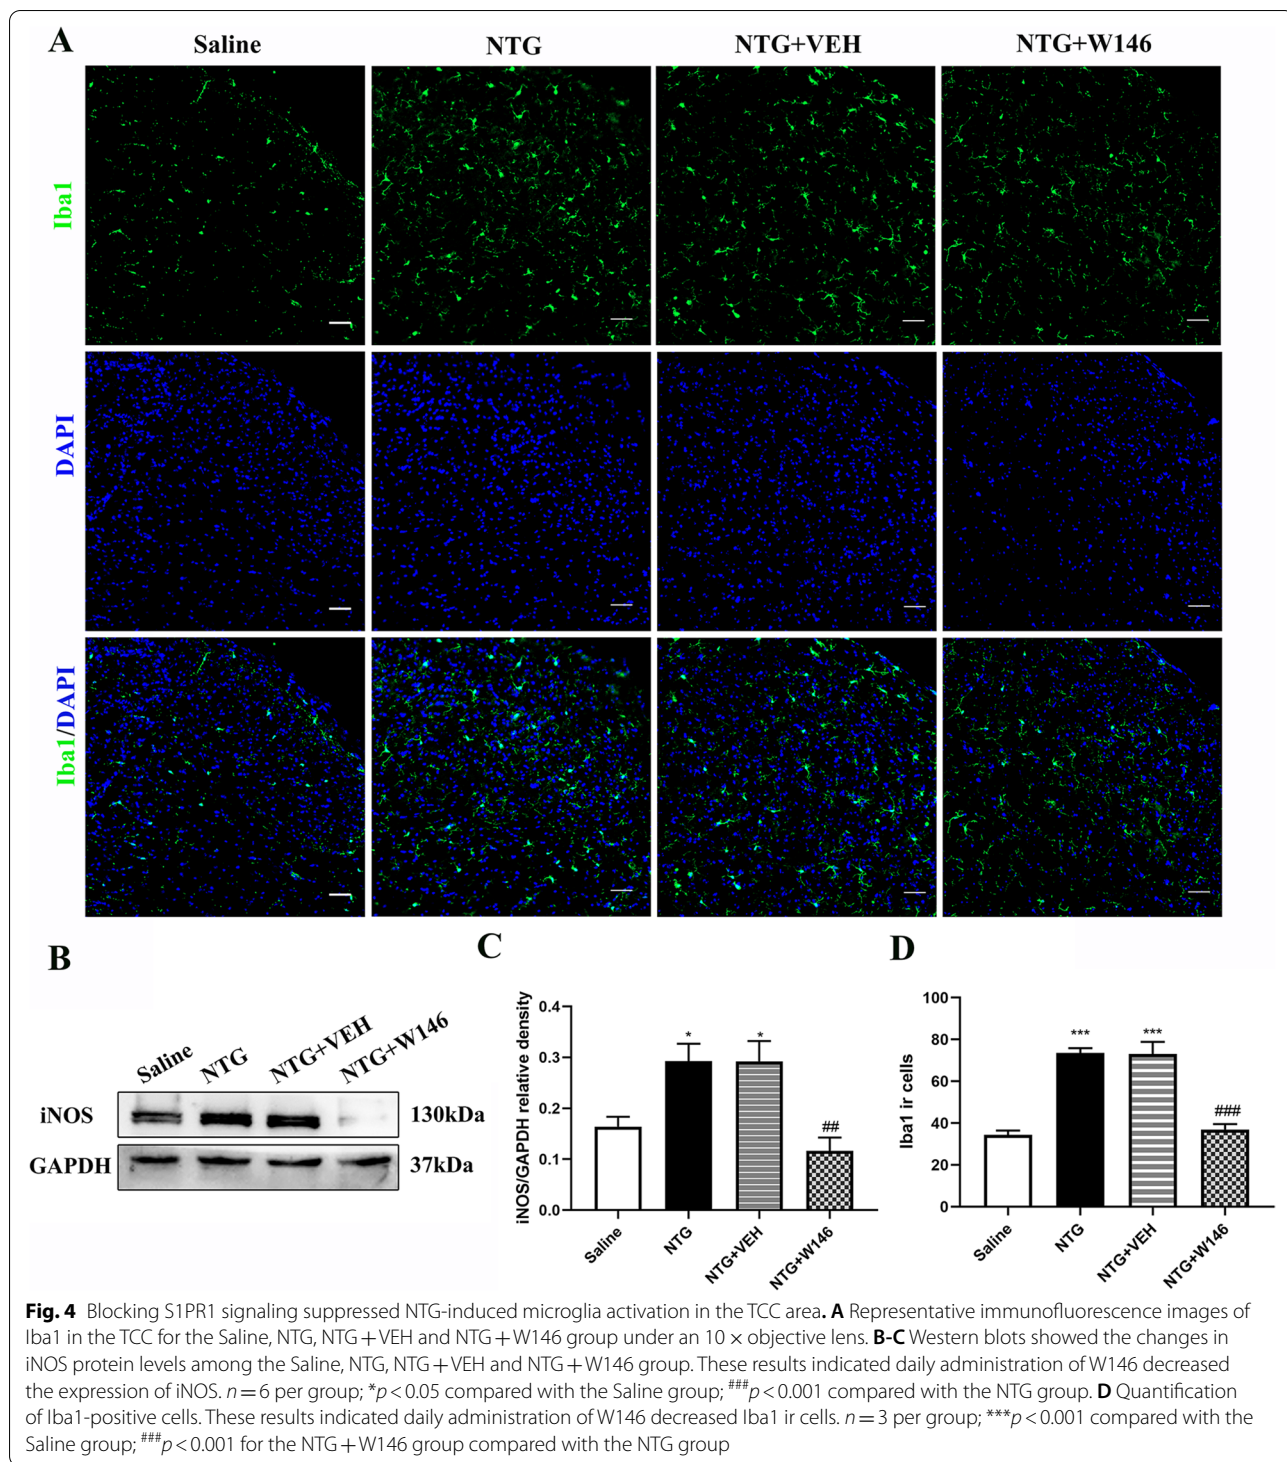 A
Saline
NTG
NTG+VEH
NTG+W146
Iba1
DAPI
Iba1/DAPI
B
Saline
NTG
NTG+VEH
NTG+W146
iNOS
130kDa
GAPDH
37kDa
C
iNOS/GAPDH relative density
0.4
0.3
0.2
0.1
0.0
*
*
##
Saline
NTG
NTG+VEH
NTG+W146
D
Iba1 ir cells
100
80
60
40
20
0
***
***
###
Saline
NTG
NTG+VEH
NTG+W146
Fig. 4 Blocking S1PR1 signaling suppressed NTG-induced microglia activation in the TCC area. A Representative immunofluorescence images of
Iba1 in the TCC for the Saline, NTG, NTG + VEH and NTG + W146 group under an 10 × objective lens. B-C Western blots showed the changes in
iNOS protein levels among the Saline, NTG, NTG + VEH and NTG + W146 group. These results indicated daily administration of W146 decreased
the expression of iNOS. n = 6 per group; *p < 0.05 compared with the Saline group; ###p < 0.001 compared with the NTG group. D Quantification
of Iba1-positive cells. These results indicated daily administration of W146 decreased Iba1 ir cells. n = 3 per group; ***p < 0.001 compared with the
Saline group; ###p < 0.001 for the NTG + W146 group compared with the NTG group